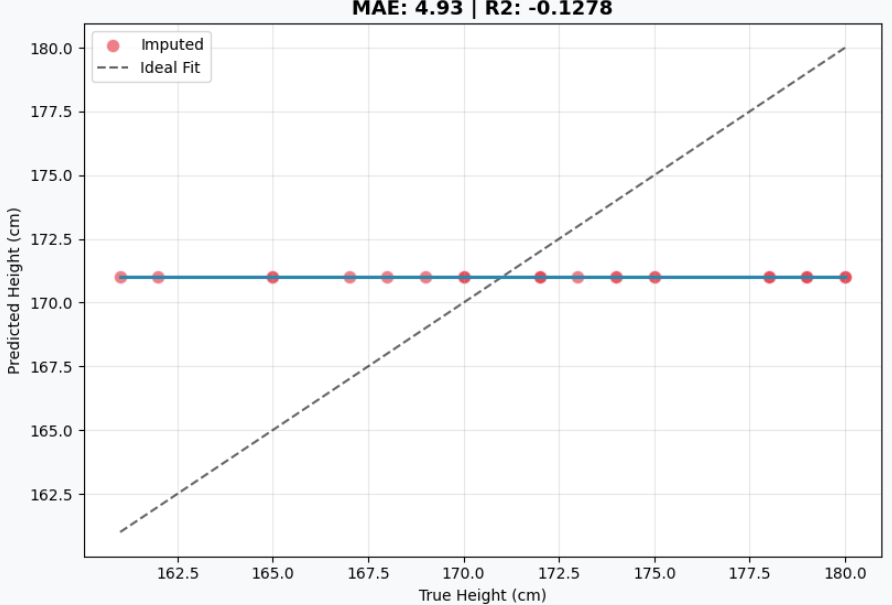 MAE: 4.93 | R2: -0.1278
Imputed
Ideal Fit
180.0
177.5
175.0
172.5
170.0
167.5
165.0
162.5
Predicted Height (cm)
162.5 165.0 167.5 170.0 172.5 175.0 177.5 180.0
True Height (cm)